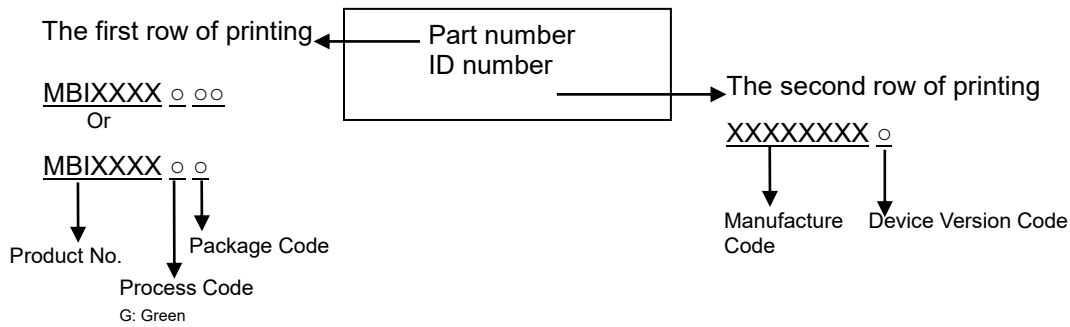 The first row of printing
Part number
ID number
The second row of printing
MBIXXXX ○ ○○
Or
MBIXXXX ○ ○
XXXXXXXX ○
Product No.
Package Code
Process Code
G: Green
Manufacture
Code
Device Version Code